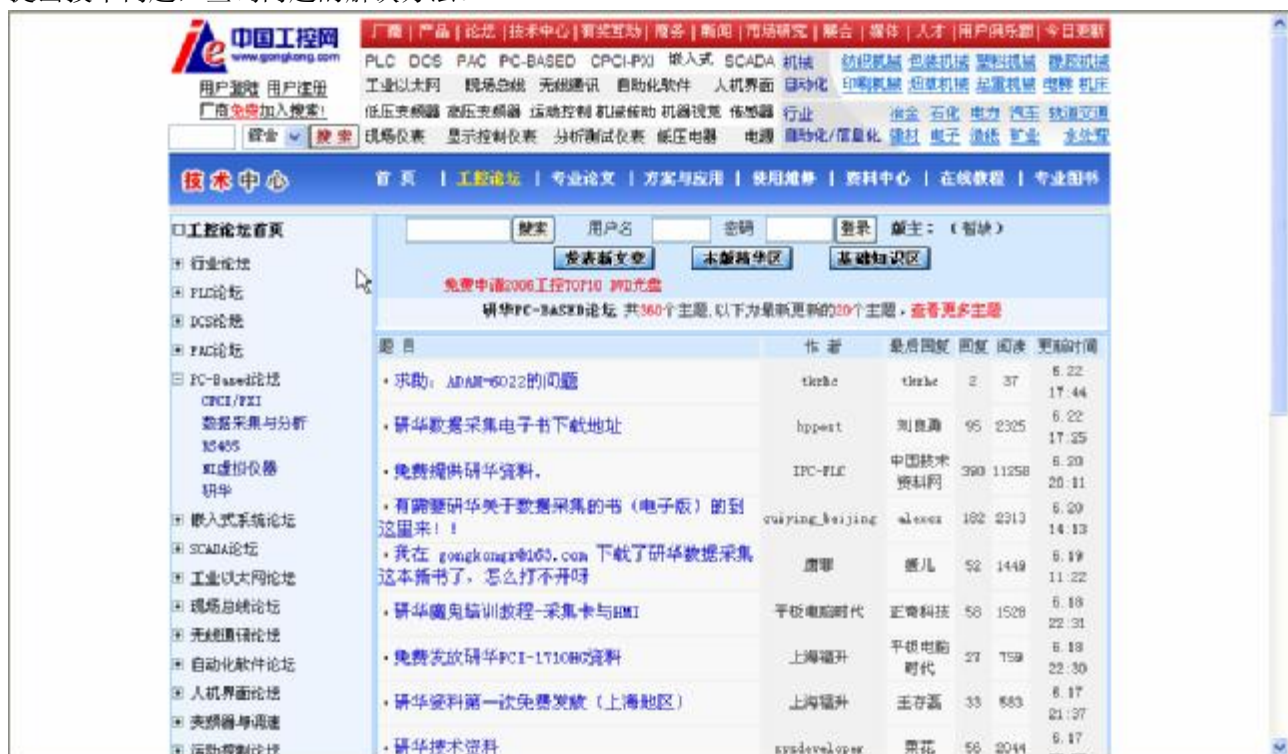 中国工控网
www.gongkong.com
用户登陆 用户注册
厂商免费加入搜索!
综合 搜索
厂商 | 产品 | 论坛 | 技术中心 | 有奖互动 | 服务 | 新闻 | 市场研究 | 展会 | 媒体 | 人才 | 用户俱乐部 | 今日更新
PLC DCS PAC PC-BASED CPCI-PXI 嵌入式 SCADA 机械 纺织机械 包装机械 塑料机械 橡胶机械
工业以太网 现场总线 无线通讯 自动化软件 人机界面 自动化 印刷机械 烟草机械 起重机械 电梯 机床
低压变频器 高压变频器 运动控制 机械传动 机器视觉 传感器 行业 冶金 石化 电力 汽车 轨道交通
现场仪表 显示控制仪表 分析测试仪表 低压电器 电源 自动化/信息化 建材 电子 造纸 矿业 水处理
技术中心
首 页 | 工控论坛 | 专业论文 | 方案与应用 | 使用维修 | 资料中心 | 在线教程 | 专业图书
工控论坛首页
行业论坛
PLC论坛
DCS论坛
PAC论坛
PC-Based论坛
CPCI/PXI
数据采集与分析
RS485
NI虚拟仪器
研华
嵌入式系统论坛
SCADA论坛
工业以太网论坛
现场总线论坛
无线通讯论坛
自动化软件论坛
人机界面论坛
变频器与调速
运动控制论坛
搜索 用户名 密码 登录 版主:(暂缺)
发表新文章 本版精华区 基础知识区
免费申请2006工控TOP10 DVD光盘
研华PC-BASED论坛 共360个主题,以下为最新更新的20个主题,查看更多主题
题 目 作 者 最后回复 回复 阅读 更新时间
·求助:ADAM-6022的问题 2 37 6.22 17:44
·研华数据采集电子书下载地址 hppest 刘良勇 95 2325 6.22 17:25
·免费提供研华资料. IPC-PLC 中国技术资料网 390 11258 6.20 20:11
·有需要研华关于数据采集的书(电子版)的到这里来!! cuiying_beijing 182 2313 6.20 14:13
·我在 gongkongr@163.com 下载了研华数据采集这本新书了,怎么打不开呀 52 1449 6.19 11:22
·研华魔鬼培训教程-采集卡与HMI 平板电脑时代 正奇科技 58 1528 6.18 22:31
·免费发放研华PCI-1710HG资料 上海福升 平板电脑时代 27 759 6.18 22:30
·研华资料第一次免费发放(上海地区) 上海福升 王存磊 33 883 6.17 21:37
·研华技术资料 sysdeveloper 菊花 56 2044 6.17